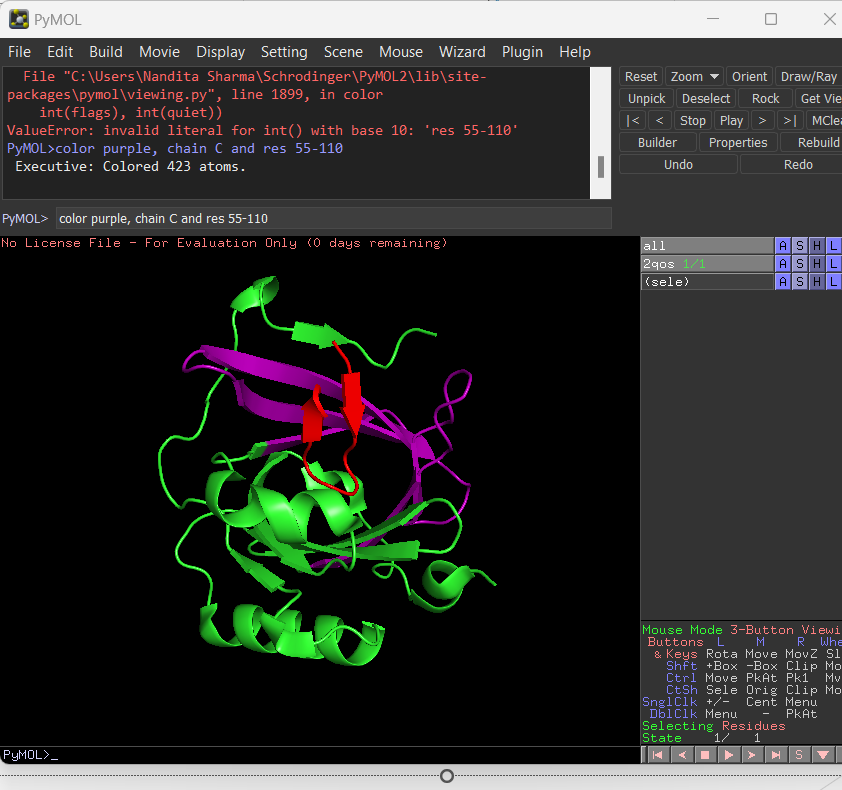 PyMOL
File Edit Build Movie Display Setting Scene Mouse Wizard Plugin Help
File "C:\Users\Nandita Sharma\Schrodinger\PyMOL2\lib\site-
packages\pymol\viewing.py", line 1899, in color
int(flags), int(quiet))
ValueError: invalid literal for int() with base 10: 'res 55-110'
PyMOL>color purple, chain C and res 55-110
Executive: Colored 423 atoms.
PyMOL> color purple, chain C and res 55-110
Reset Zoom Orient Draw/Ray
Unpick Deselect Rock Get Vie
|< < Stop Play > >| MClea
Builder Properties Rebuild
Undo Redo
No License File - For Evaluation Only (0 days remaining)
all A S H L
2qos 1/1 A S H L
(sele) A S H L
Mouse Mode 3-Button Viewi
Buttons L M R Whe
& Keys Rota Move MovZ Sl
Shft +Box -Box Clip Mo
Ctrl Move PkAt Pk1 Mv
CtSh Sele Orig Clip Mo
SnglClk +/- Cent Menu
DblClk Menu - PkAt
Selecting Residues
State 1/ 1
PyMOL>_
S